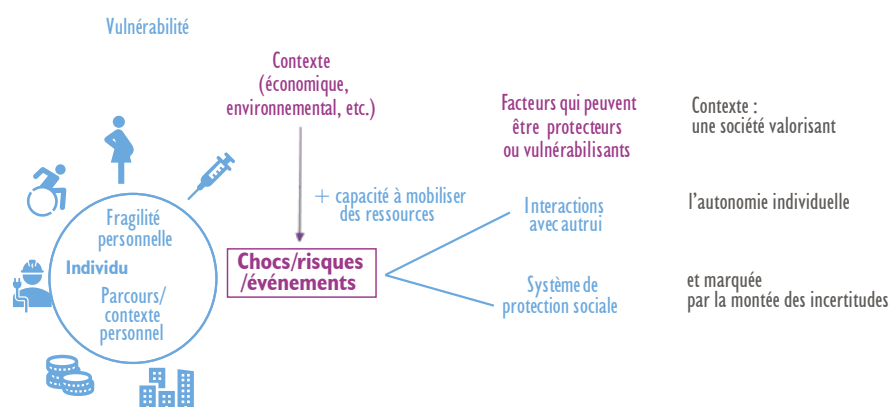 Vulnérabilité
Contexte
(économique,
environnemental, etc.)
Facteurs qui peuvent
être protecteurs
ou vulnérabilisants
Contexte :
une société valorisant
+ capacité à mobiliser
des ressources
Interactions
avec autrui
l'autonomie individuelle
Fragilité
personnelle
Individu
Parcours/
contexte
personnel
Chocs/risques
/événements
Système de
protection sociale
et marquée
par la montée des incertitudes